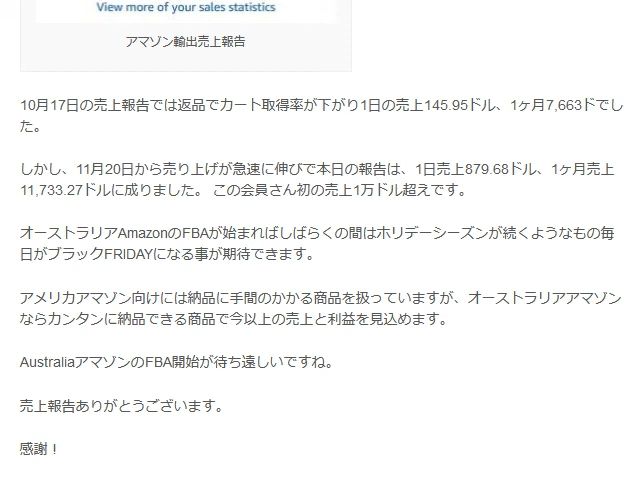 View more of your sales statistics
アマゾン輸出売上報告
10月17日の売上報告では返品でカート取得率が下がり1日の売上145.95ドル、1ヶ月7,663ドでし
た。
しかし、11月20日から売り上げが急速に伸びで本日の報告は、1日売上879.68ドル、1ヶ月売上
11,733.27ドルに成りました。 この会員さん初の売上1万ドル超えです。
オーストラリアAmazonのFBAが始まればしばらくの間はホリデーシーズンが続くようなもの毎
日がブラックFRIDAYになる事が期待できます。
アメリカアマゾン向けには納品に手間のかかる商品を扱っていますが、オーストラリアアマゾン
ならカンタンに納品できる商品で今以上の売上と利益を見込めます。
AustraliaアマゾンのFBA開始が待ち遠しいですね。
売上報告ありがとうございます。
感謝！